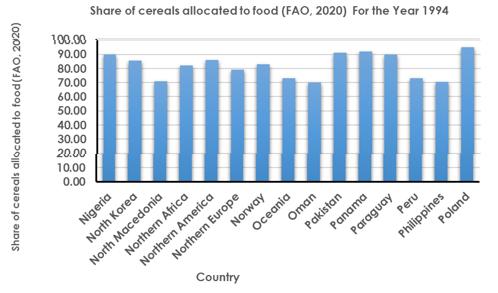 Share of cereals allocated to food (FAO, 2020)  For the Year 1994
Share of cereals allocated to food (FAO, 2020)
100.00
90.00
80.00
70.00
60.00
50.00
40.00
30.00
20.00
10.00
0.00
Nigeria
North Korea
North Macedonia
Northern Africa
Northern America
Northern Europe
Norway
Oceania
Oman
Pakistan
Panama
Paraguay
Peru
Philippines
Poland
Country